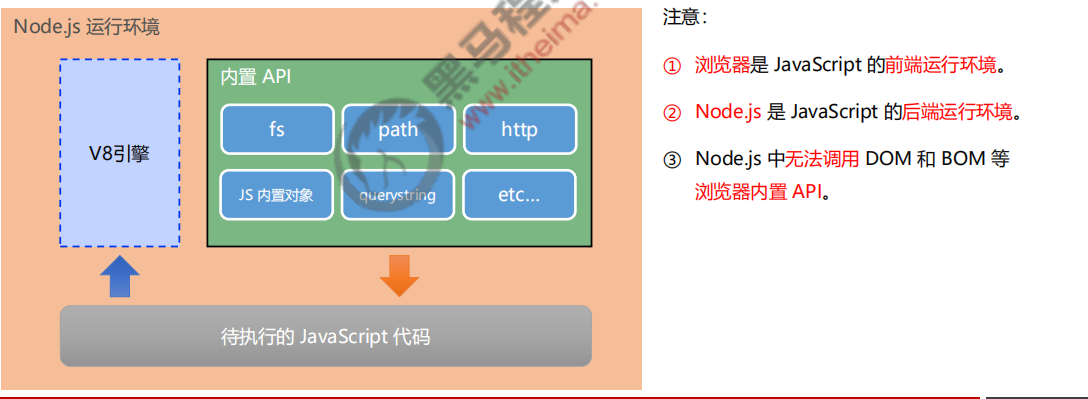 Node.js 运行环境
V8引擎
内置 API
fs
path
http
JS 内置对象
querystring
etc...
待执行的 JavaScript 代码
黑马程
www.itheima.
注意：
① 浏览器是 JavaScript 的前端运行环境。
② Node.js 是 JavaScript 的后端运行环境。
③ Node.js 中无法调用 DOM 和 BOM 等
浏览器内置 API。